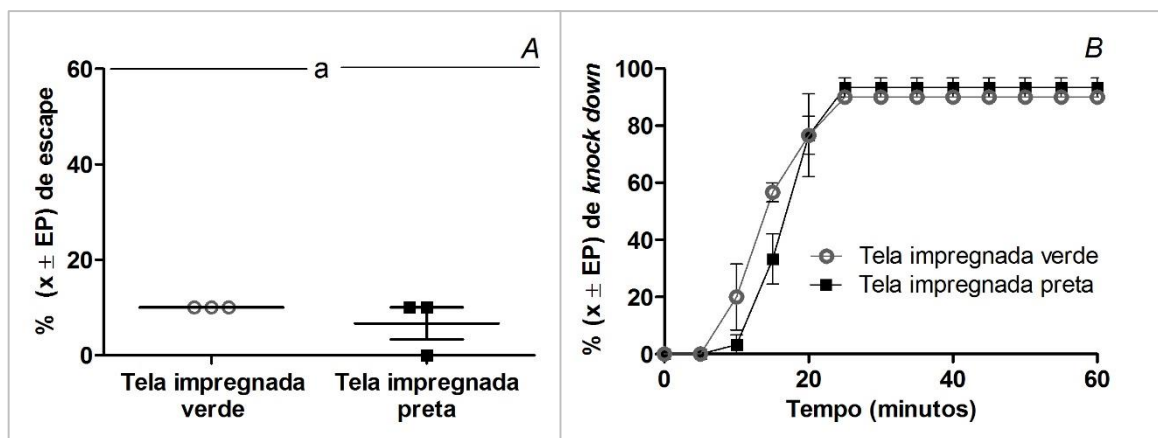 A
a
60
40
20
0
% (x ± EP) de escape
Tela impregnada
verde
Tela impregnada
preta
B
100
80
60
40
20
0
% (x ± EP) de knock down
Tela impregnada verde
Tela impregnada preta
0
20
40
60
Tempo (minutos)